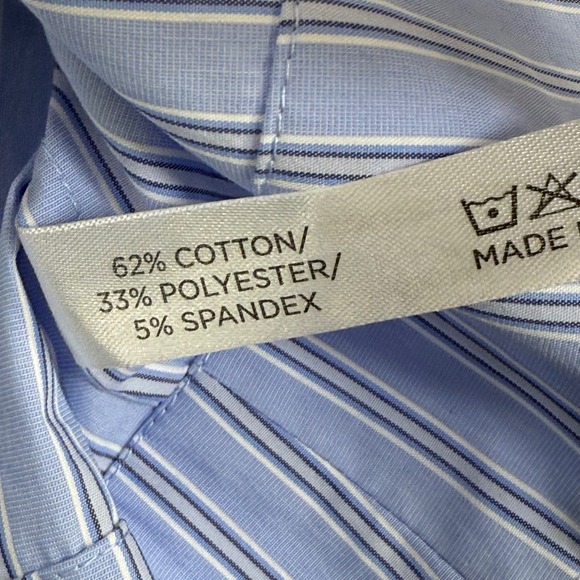 62% COTTON/
33% POLYESTER/
5% SPANDEX
MADE